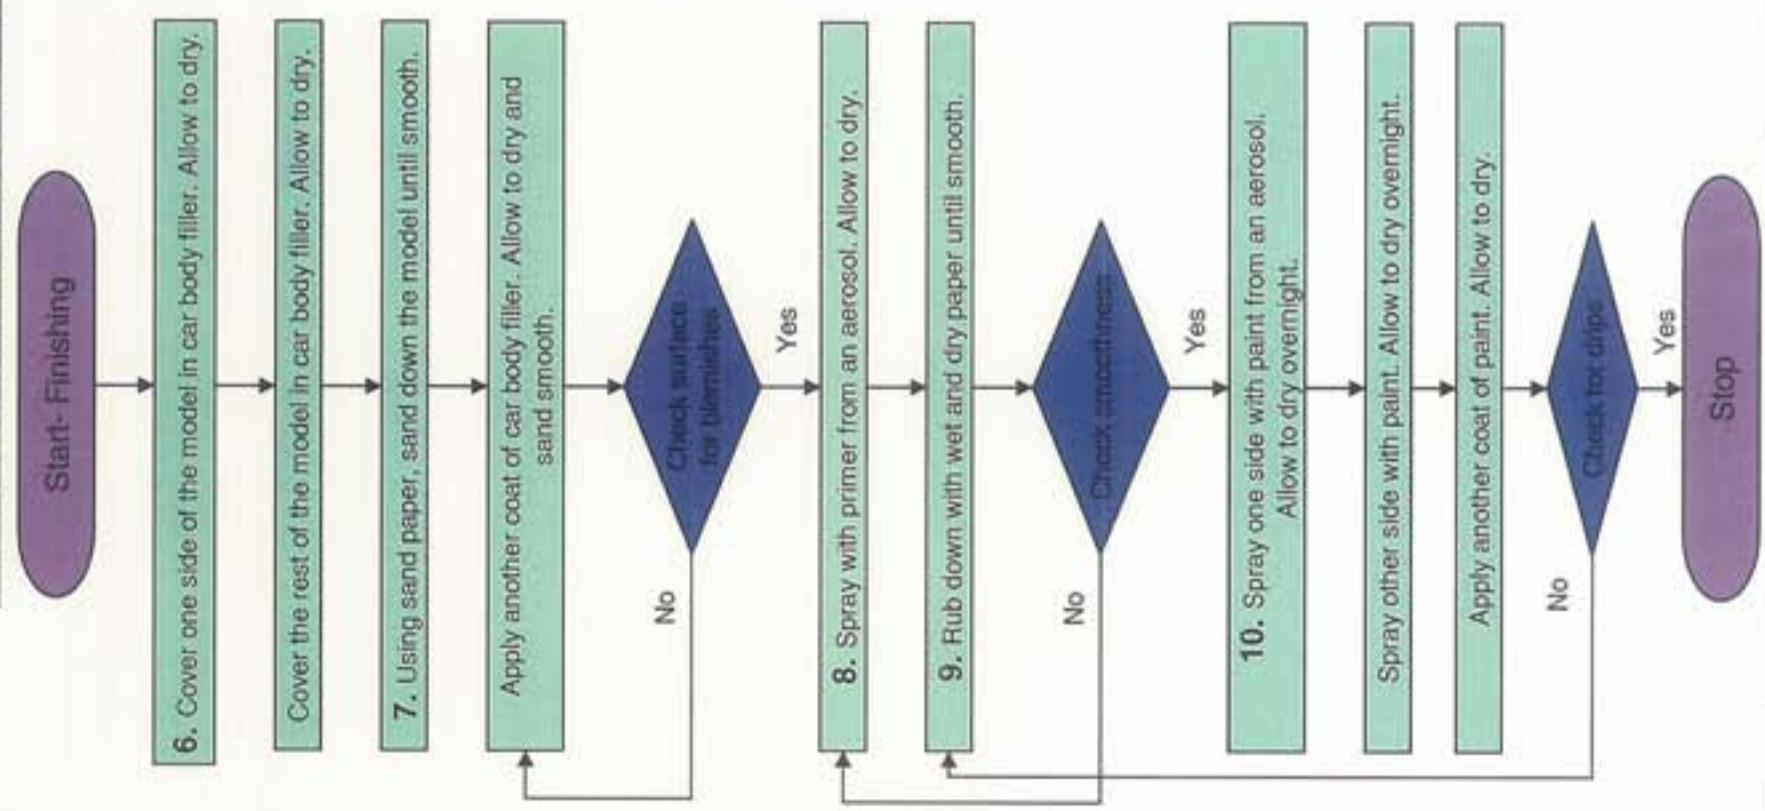 Start- Finishing
6. Cover one side of the model in car body filler. Allow to dry.
Cover the rest of the model in car body filler. Allow to dry.
7. Using sand paper, sand down the model until smooth.
Apply another coat of car body filler. Allow to dry and
sand smooth.
Check surface
for blemishes
No
Yes
8. Spray with primer from an aerosol. Allow to dry.
9. Rub down with wet and dry paper until smooth.
Check smoothness
No
Yes
10. Spray one side with paint from an aerosol.
Allow to dry overnight.
Spray other side with paint. Allow to dry overnight.
Apply another coat of paint. Allow to dry.
Check for drips
No
Yes
Stop